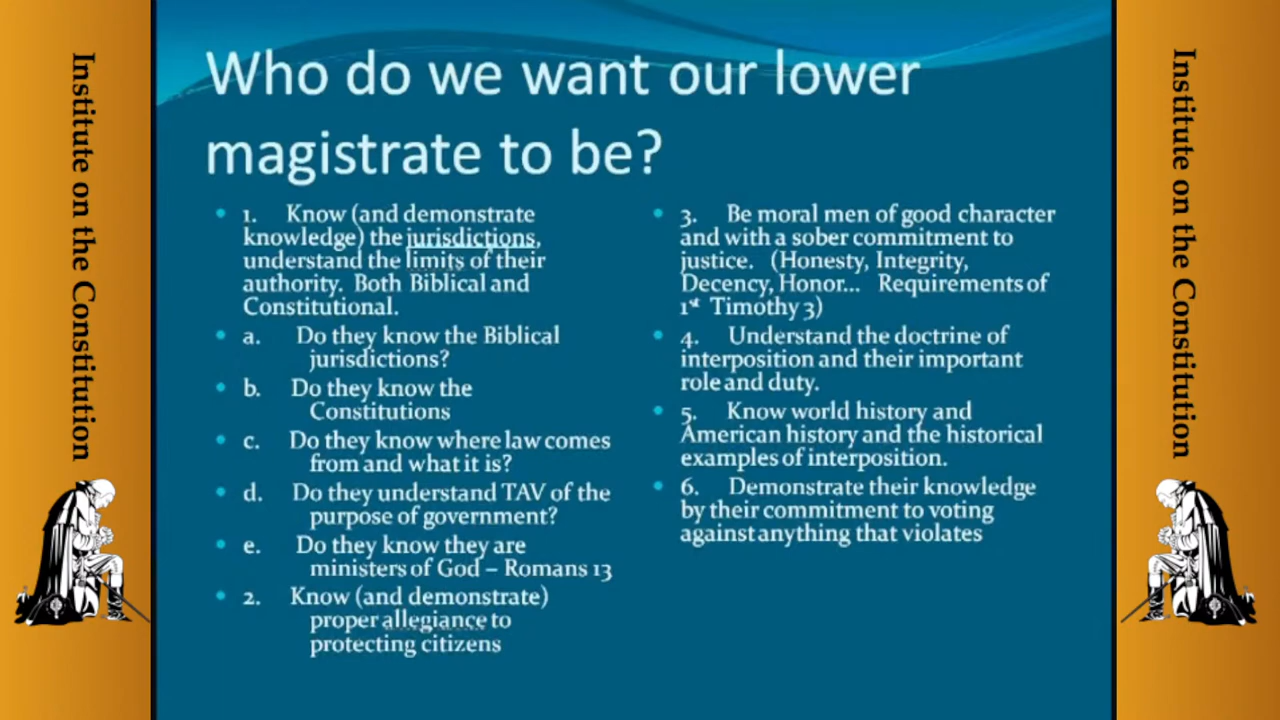 Institute on the Constitution
Who do we want our lower
magistrate to be?
• 1. Know (and demonstrate
knowledge) the jurisdictions,
understand the limits of their
authority. Both Biblical and
Constitutional.
• a. Do they know the Biblical
jurisdictions?
• b. Do they know the
Constitutions
• c. Do they know where law comes
from and what it is?
• d. Do they understand TAV of the
purpose of government?
• e. Do they know they are
ministers of God – Romans 13
• 2. Know (and demonstrate)
proper allegiance to
protecting citizens
• 3. Be moral men of good character
and with a sober commitment to
justice. (Honesty, Integrity,
Decency, Honor... Requirements of
1st Timothy 3)
• 4. Understand the doctrine of
interposition and their important
role and duty.
• 5. Know world history and
American history and the historical
examples of interposition.
• 6. Demonstrate their knowledge
by their commitment to voting
against anything that violates
Institute on the Constitution